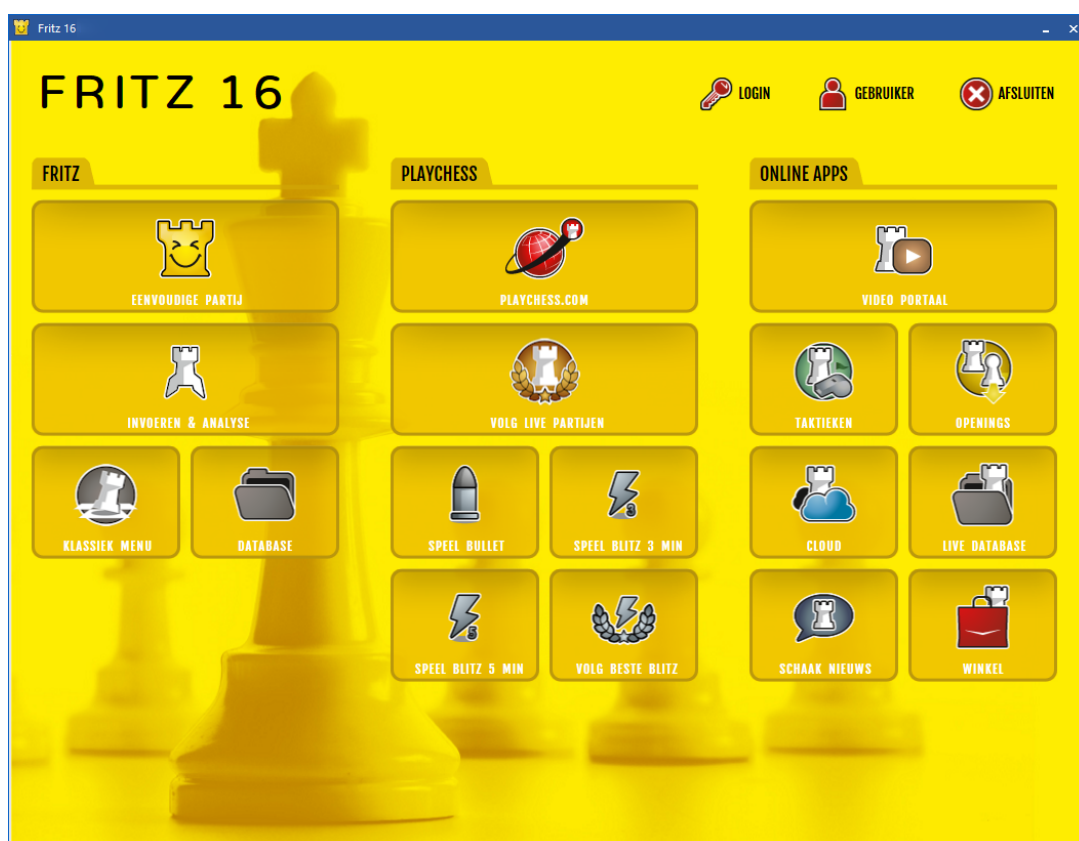 Fritz 16
FRITZ 16
LOGIN
GEBRUIKER
AFSLUITEN
FRITZ
EENVOUDIGE PARTIJ
INVOEREN & ANALYSE
KLASSIEK MENU
DATABASE
PLAYCHESS
PLAYCHESS.COM
VOLG LIVE PARTIJEN
SPEEL BULLET
3
SPEEL BLITZ 3 MIN
5
SPEEL BLITZ 5 MIN
VOLG BESTE BLITZ
ONLINE APPS
VIDEO PORTAAL
TAKTIEKEN
OPENINGS
CLOUD
LIVE DATABASE
SCHAAK NIEUWS
WINKEL